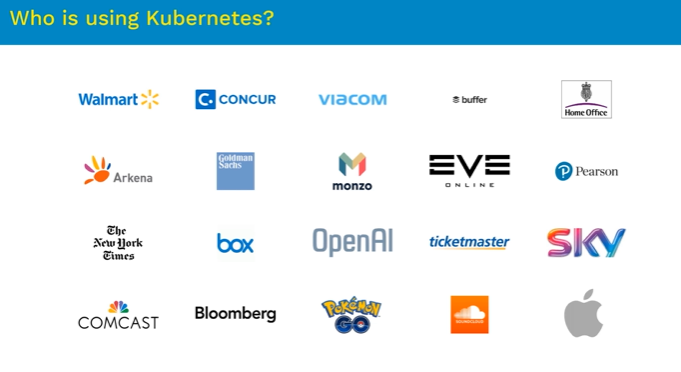 Who is using Kubernetes?
Walmart
C. CONCUR
VIACOM
buffer
Home Office
Arkena
Goldman
Sachs
monzo
EVE
ONLINE
Pearson
The
New York
Times
box
OpenAI
ticketmaster
sky
COMCAST
Bloomberg
POKÉMON
GO
SOUNDCLOUD